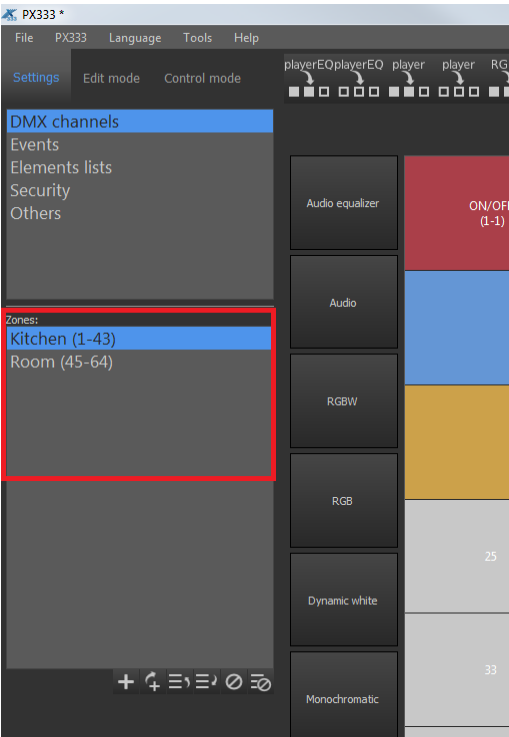 PX333 *
File PX333 Language Tools Help
Settings Edit mode Control mode
playerEQ playerEQ player player RG
DMX channels
Events
Elements lists
Security
Others
Zones:
Kitchen (1-43)
Room (45-64)
Audio equalizer
Audio
RGBW
RGB
Dynamic white
Monochromatic
ON/OFF
(1-1)
25
33